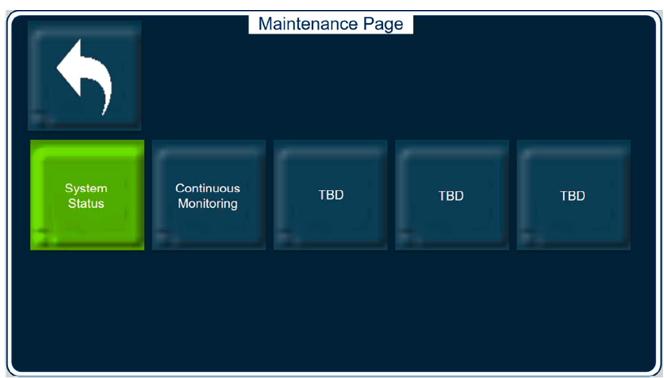 Maintenance Page
System
Status
Continuous
Monitoring
TBD
TBD
TBD